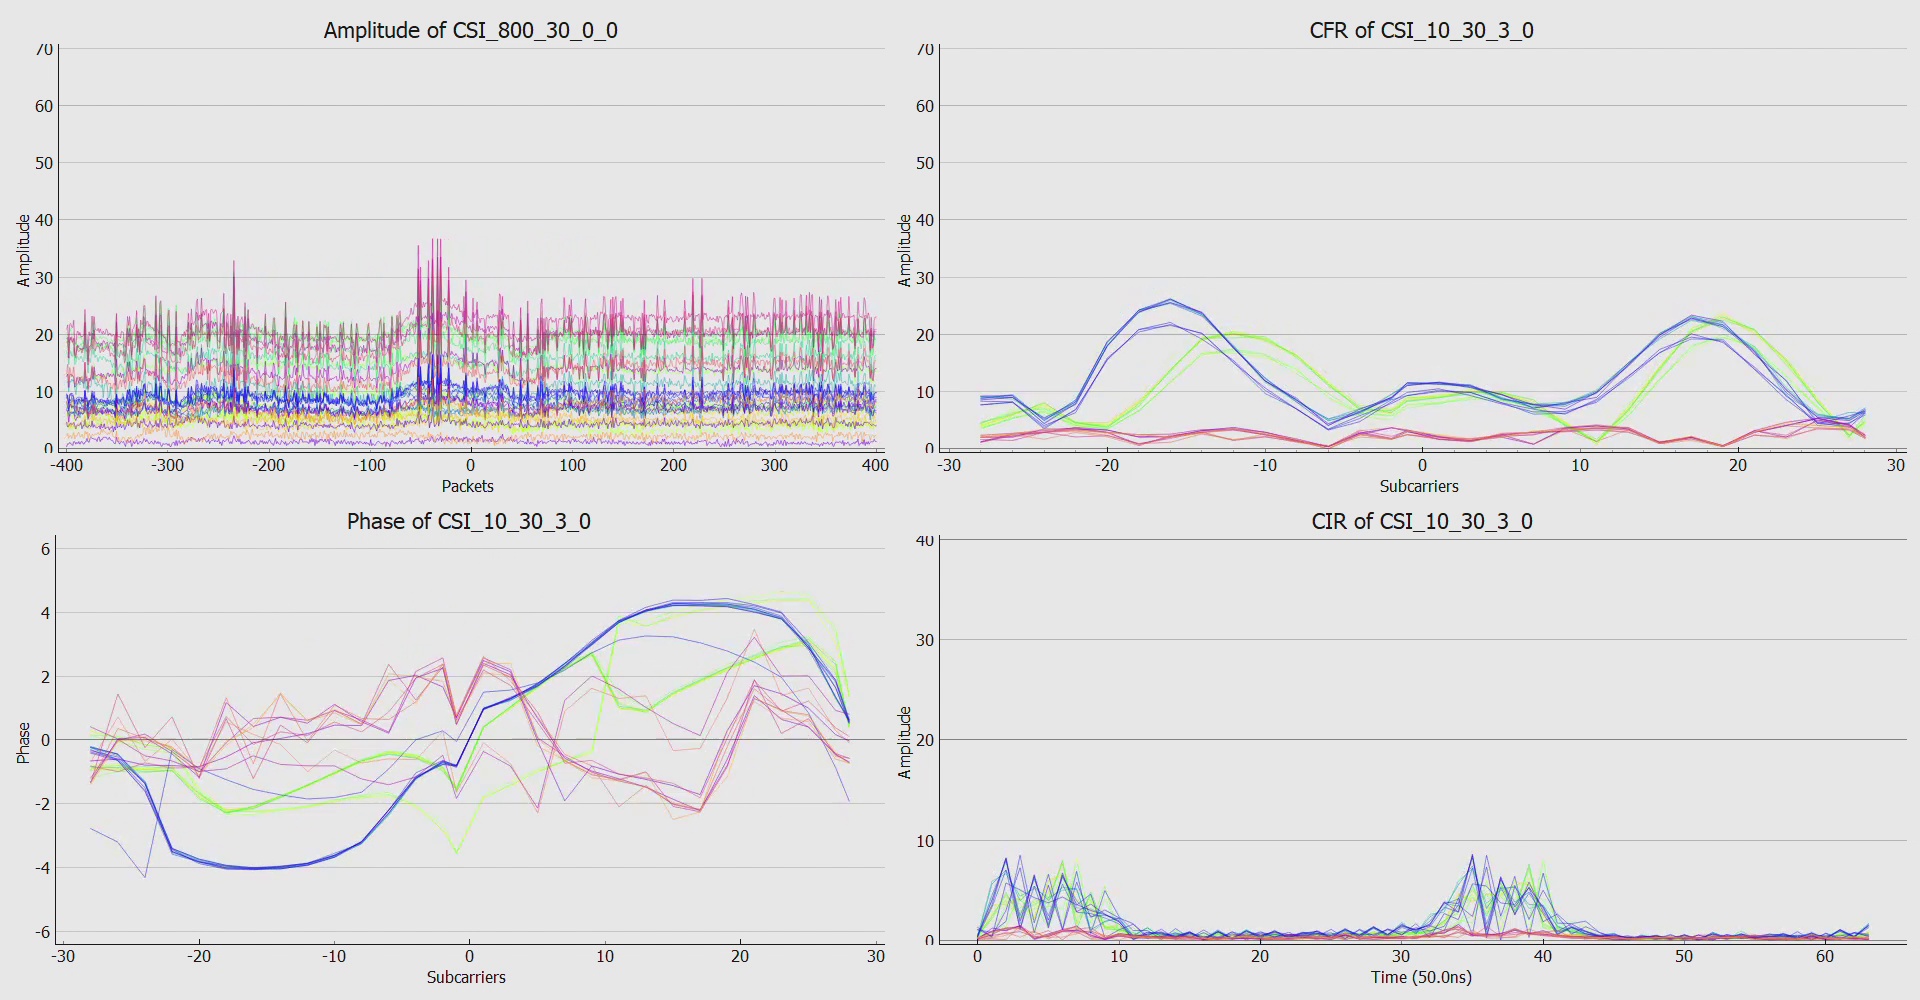 Amplitude of CSI_800_30_0_0
70
60
50
40
30
20
10
0
Amplitude
-400 -300 -200 -100 0 100 200 300 400
Packets
CFR of CSI_10_30_3_0
70
60
50
40
30
20
10
0
Amplitude
-30 -20 -10 0 10 20 30
Subcarriers
Phase of CSI_10_30_3_0
6
4
2
0
-2
-4
-6
Phase
-30 -20 -10 0 10 20 30
Subcarriers
CIR of CSI_10_30_3_0
40
30
20
10
0
Amplitude
0 10 20 30 40 50 60
Time (50.0ns)